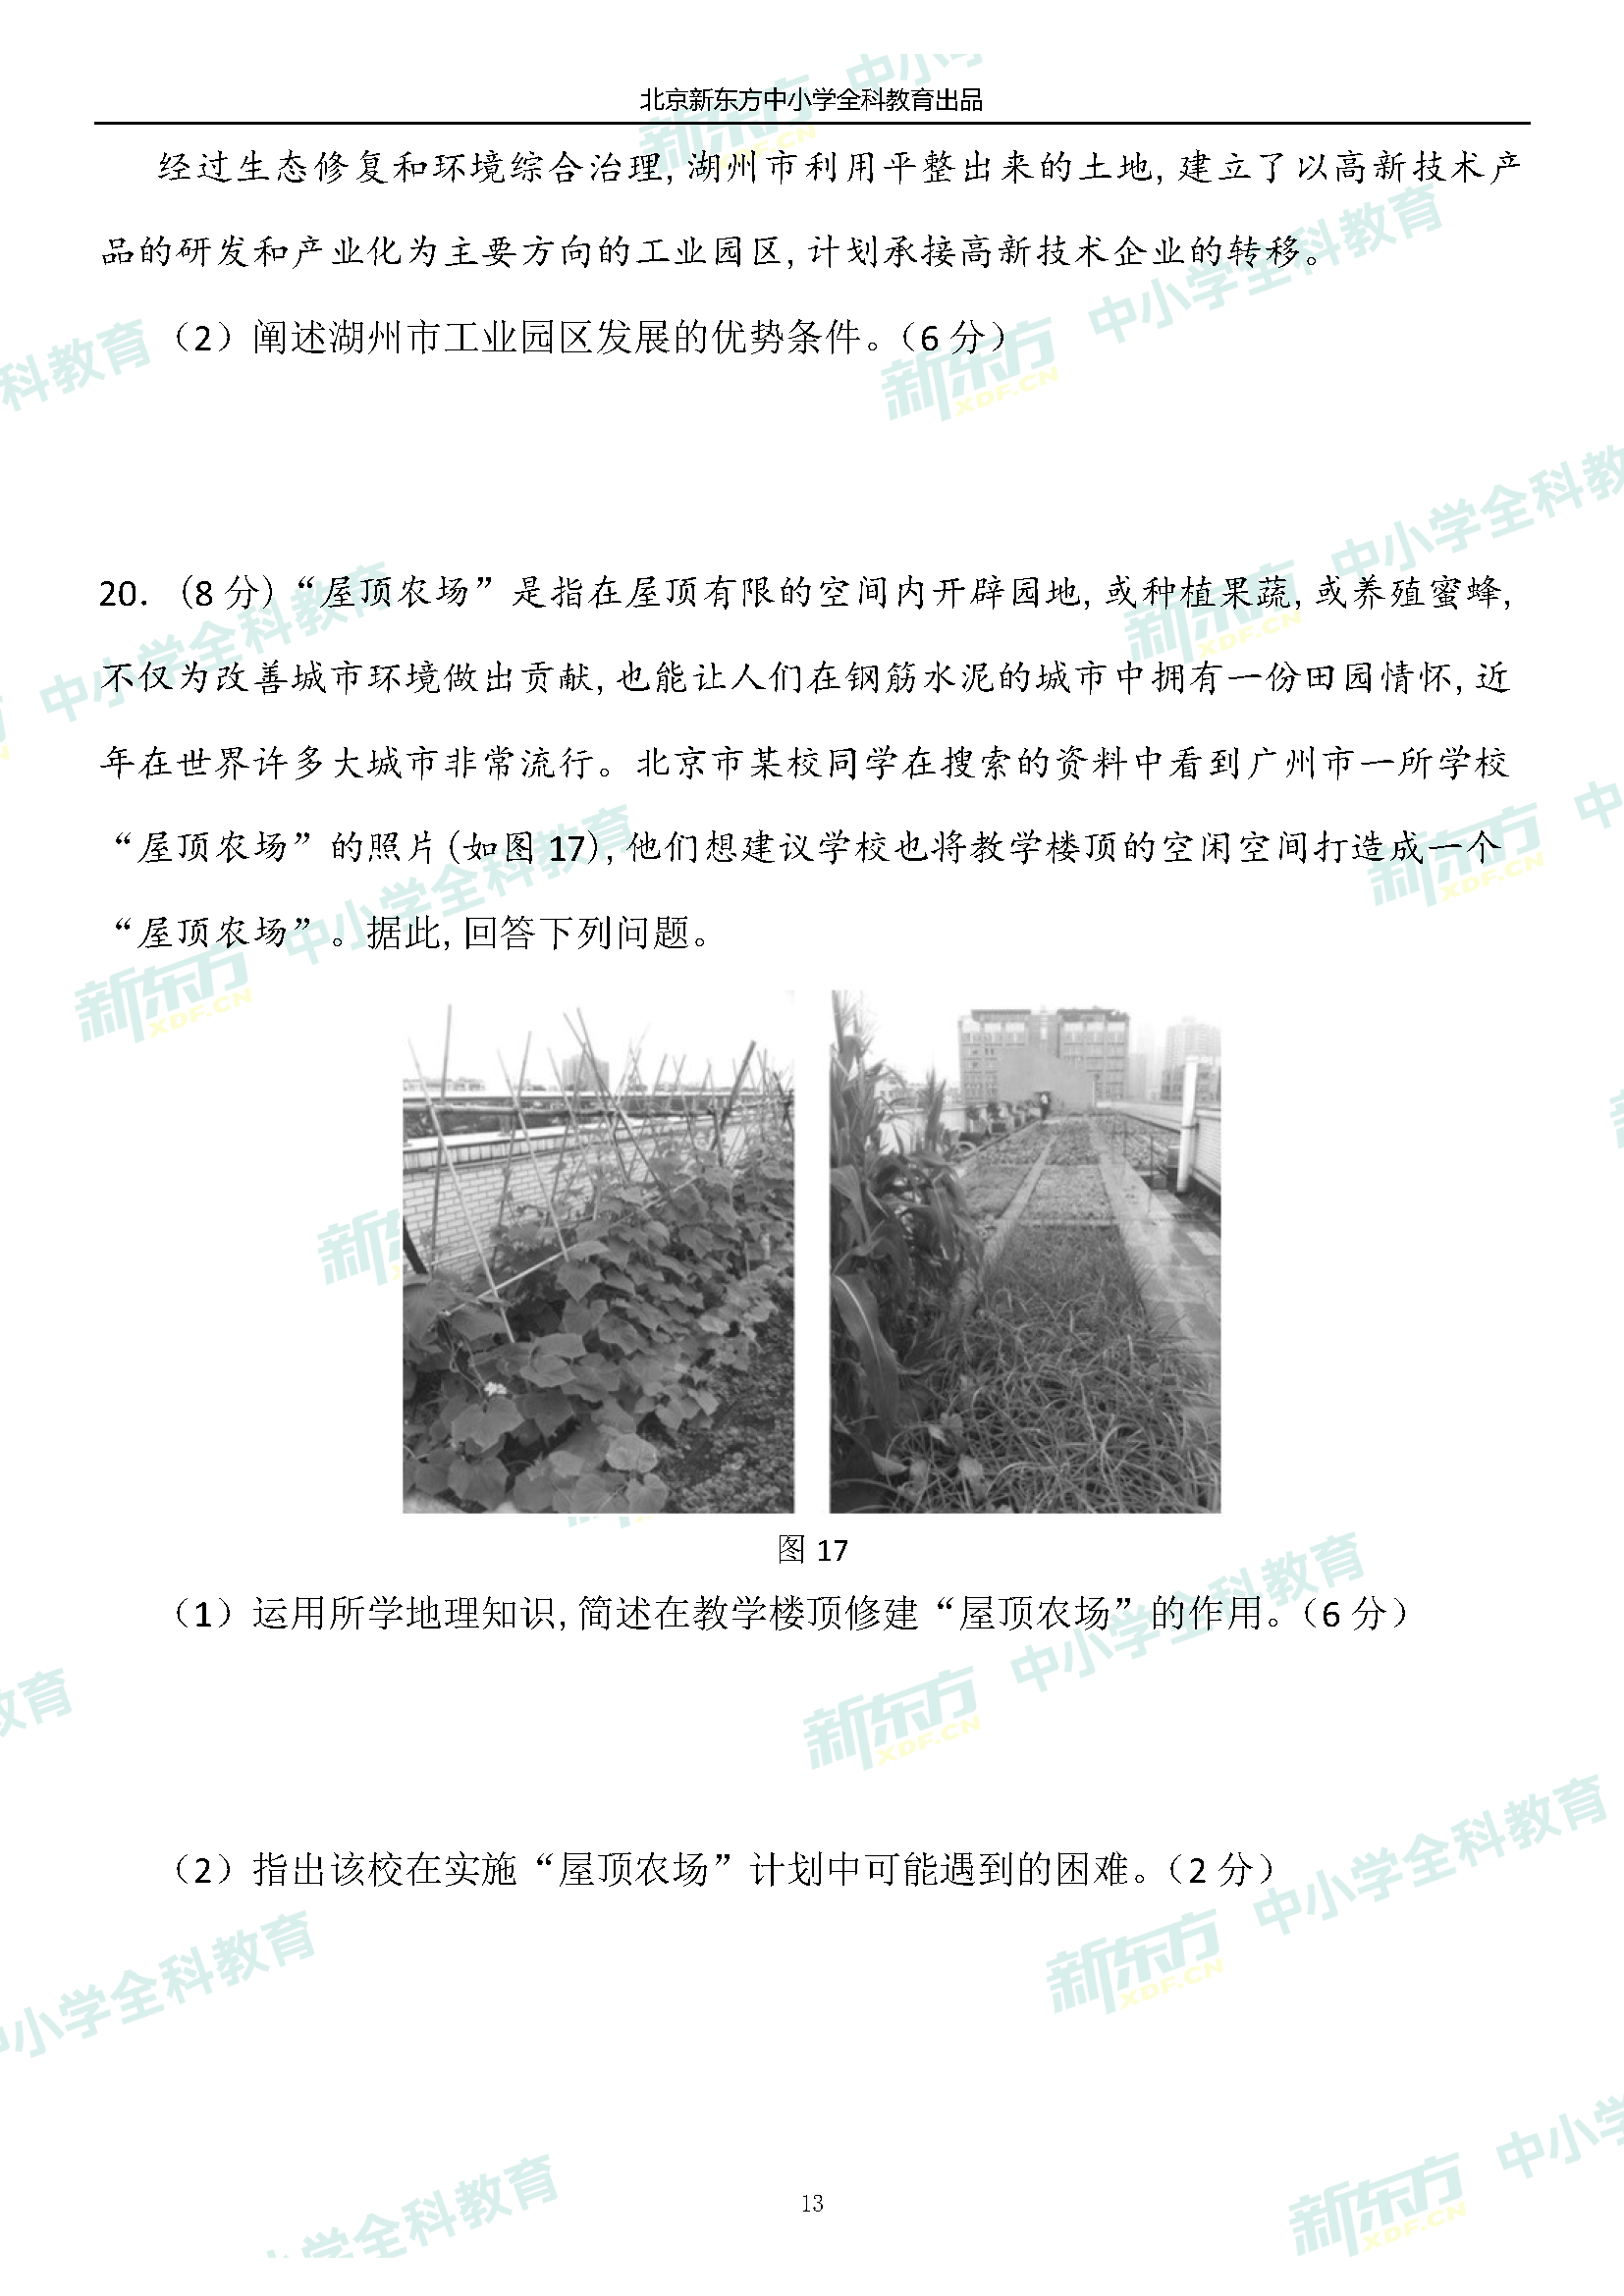 北京新东方中小学全科教育出品
经过生态修复和环境综合治理,湖州市利用平整出来的土地,建立了以高新技术产
品的研发和产业化为主要方向的工业园区,计划承接高新技术企业的转移。
（2）阐述湖州市工业园区发展的优势条件。（6 分）
20. (8 分)“屋顶农场”是指在屋顶有限的空间内开辟园地,或种植果蔬,或养殖蜜蜂,
不仅为改善城市环境做出贡献,也能让人们在钢筋水泥的城市中拥有一份田园情怀,近
年在世界许多大城市非常流行。北京市某校同学在搜索的资料中看到广州市一所学校
“屋顶农场”的照片(如图 17),他们想建议学校也将教学楼顶的空闲空间打造成一个
“屋顶农场”。据此,回答下列问题。
图 17
（1）运用所学地理知识,简述在教学楼顶修建“屋顶农场”的作用。（6 分）
（2）指出该校在实施“屋顶农场”计划中可能遇到的困难。（2 分）
13
新东方 XDF.CN 中小学全科教育